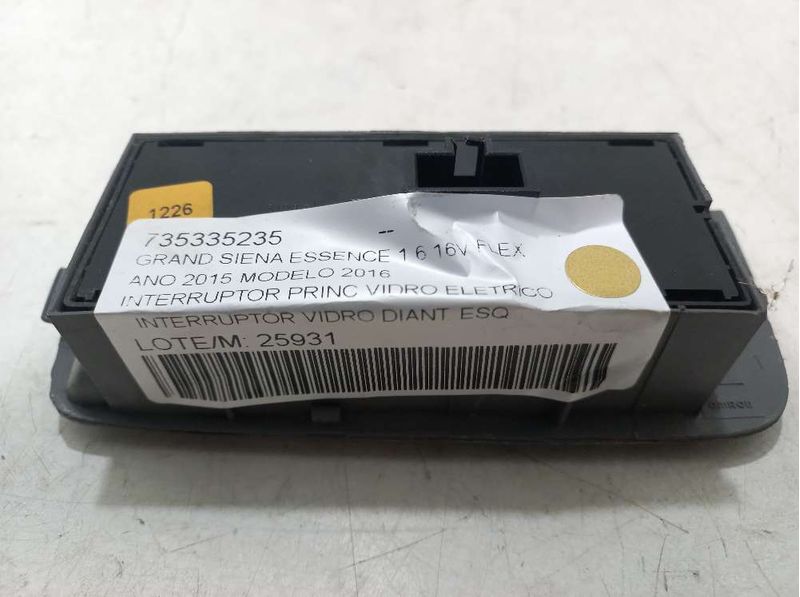 1226
735335235 --
GRAND SIENA ESSENCE 1 6 16V FLEX
ANO 2015 MODELO 2016
INTERRUPTOR PRINC VIDRO ELETRICO
INTERRUPTOR VIDRO DIANT ESQ
LOTE/M: 25931
OMRON